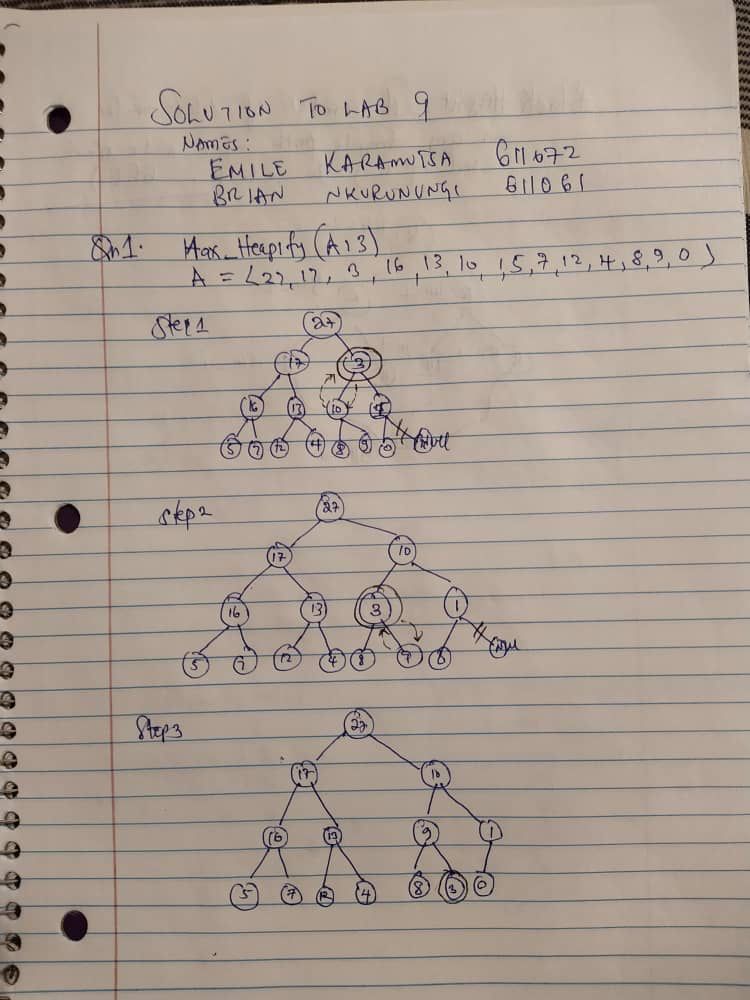 SOLUTION TO LAB 9
NAMES:
EMILE KARAMUTSA 611672
BRIAN NKURUNUNGI 611061
Qn1. Max_Heapify(A,3)
A = <27, 17, 3, 16, 13, 10, 1, 5, 7, 12, 4, 8, 9, 0>
Step1
27
17 3
16 13 10 1
5 7 12 4 8 9 0 Null
Step2
27
17 10
16 13 3 1
5 7 12 4 8 9 0 Null
Step3
27
17 10
16 13 9 1
5 7 12 4 8 3 0